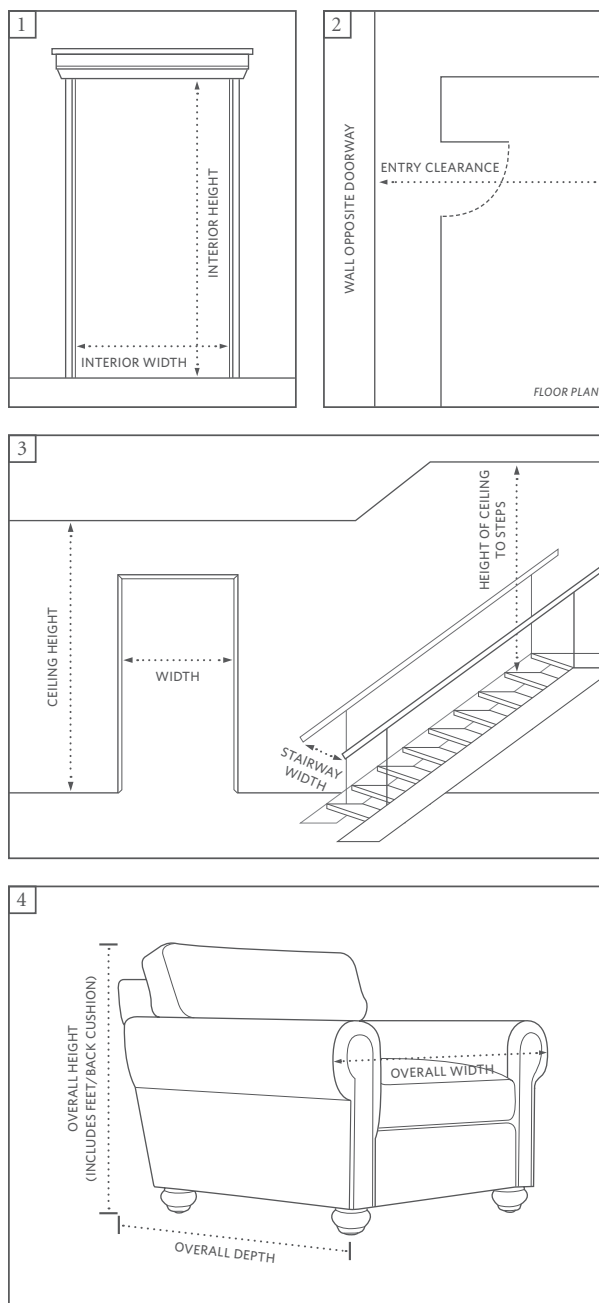 1
INTERIOR HEIGHT
INTERIOR WIDTH
2
WALL OPPOSITE DOORWAY
ENTRY CLEARANCE
FLOOR PLAN
3
CEILING HEIGHT
WIDTH
STAIRWAY
WIDTH
HEIGHT OF CEILING
TO STEPS
4
OVERALL HEIGHT
(INCLUDES FEET/BACK CUSHION)
OVERALL WIDTH
OVERALL DEPTH